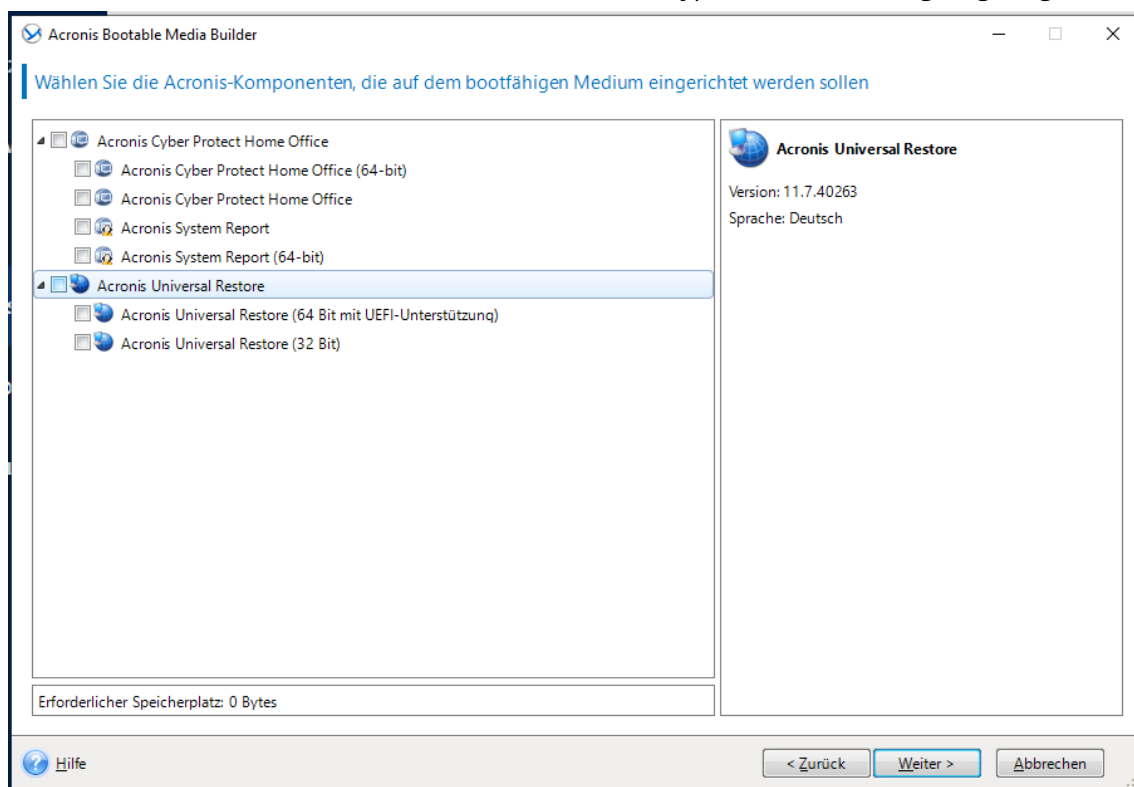 Acronis Bootable Media Builder
Wählen Sie die Acronis-Komponenten, die auf dem bootfähigen Medium eingerichtet werden sollen
Acronis Cyber Protect Home Office
Acronis Cyber Protect Home Office (64-bit)
Acronis Cyber Protect Home Office
Acronis System Report
Acronis System Report (64-bit)
Acronis Universal Restore
Acronis Universal Restore (64 Bit mit UEFI-Unterstützung)
Acronis Universal Restore (32 Bit)
Erforderlicher Speicherplatz: 0 Bytes
Acronis Universal Restore
Version: 11.7.40263
Sprache: Deutsch
Hilfe
< Zurück
Weiter >
Abbrechen